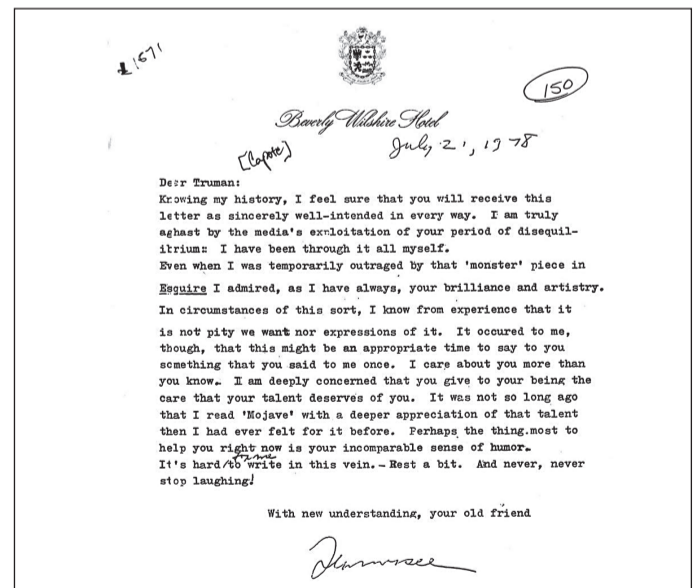 1671
150
Beverly Wilshire Hotel
July 21, 1978
[Capote]
Dear Truman:
Knowing my history, I feel sure that you will receive this
letter as sincerely well-intended in every way. I am truly
aghast by the media's exnloitation of your period of disequil-
itrium: I have been through it all myself.
Even when I was temporarily outraged by that 'monster' piece in
Esquire I admired, as I have always, your brilliance and artistry.
In circumstances of this sort, I know from experience that it
is not pity we want nor expressions of it. It occured to me,
though, that this might be an appropriate time to say to you
something that you said to me once. I care about you more than
you know. I am deeply concerned that you give to your being the
care that your talent deserves of you. It was not so long ago
that I read 'Mojave' with a deeper appreciation of that talent
then I had ever felt for it before. Perhaps the thing.most to
help you right now is your incomparable sense of humor.
for me
It's hard/to write in this vein. - Rest a bit. And never, never
stop laughing!
With new understanding, your old friend
Tennessee